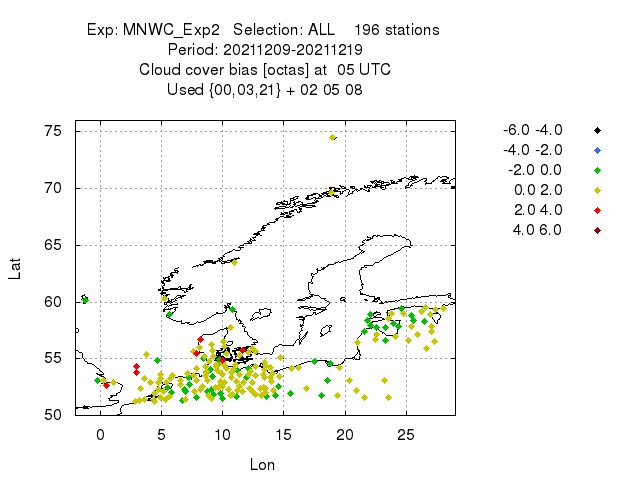 Exp: MNWC_Exp2 Selection: ALL 196 stations
Period: 20211209-20211219
Cloud cover bias [octas] at 05 UTC
Used {00,03,21} + 02 05 08
-6.0 -4.0
-4.0 -2.0
-2.0 0.0
0.0 2.0
2.0 4.0
4.0 6.0
Lat
75
70
65
60
55
50
0 5 10 15 20 25
Lon